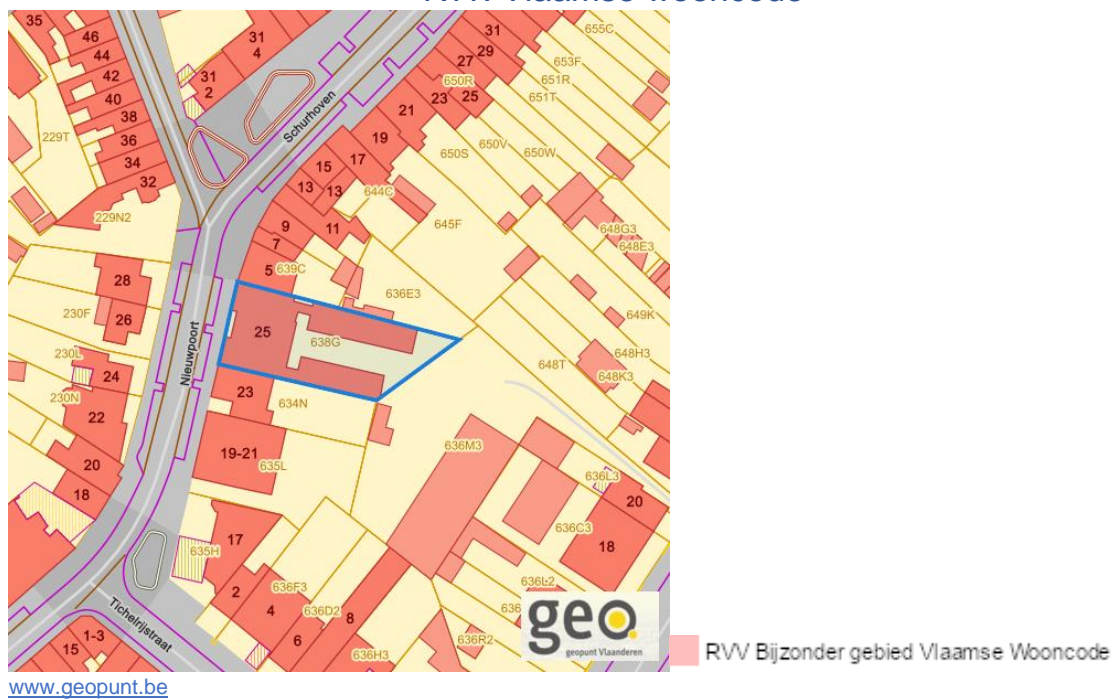 RVV Vlaamse Wooncode
35
46
44
42
40
38
36
34
32
31
4
31
2
229T
229N2
Schurhoven
31
29
27
25
23
650R
21
19
17
15
13
13
11
9
7
5
655C
653F
651R
651T
650W
650V
650S
644C
645F
648G3
648E3
639C
636E3
649K
648H3
648K3
648T
28
230F
26
230L
24
230N
22
20
18
Nieuwpoort
25
638G
23
634N
19-21
635L
636M3
636L3
20
636C3
18
17
635H
2
636F3
4
636D2
6
8
636H3
636R2
636L2
636
Tichelrijstraat
1-3
15
geo
geopunt Vlaanderen
RVV Bijzonder gebied Vlaamse Wooncode
www.geopunt.be